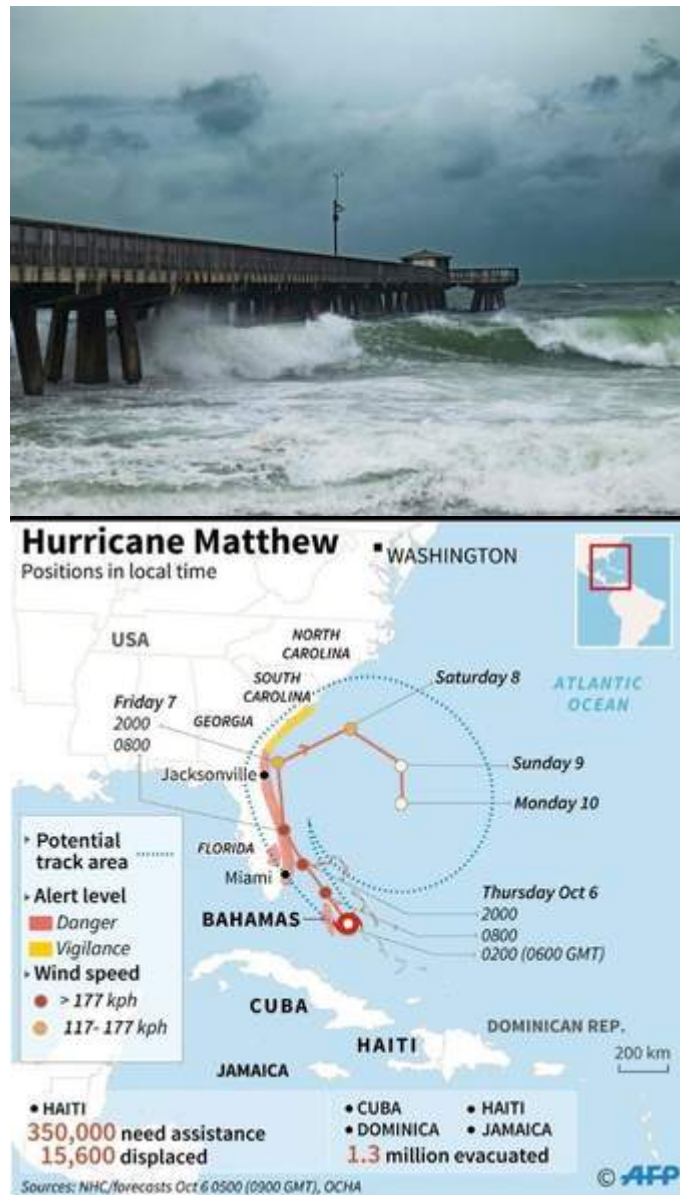 Hurricane Matthew
Positions in local time
WASHINGTON
USA
NORTH
CAROLINA
SOUTH
CAROLINA
Saturday 8
ATLANTIC
OCEAN
Friday 7
2000
0800
GEORGIA
Jacksonville
Sunday 9
Monday 10
Potential
track area
FLORIDA
Miami
Alert level
Danger
Vigilance
Thursday Oct 6
2000
0800
0200 (0600 GMT)
BAHAMAS
Wind speed
> 177 kph
117- 177 kph
CUBA
HAITI
DOMINICAN REP.
JAMAICA
200 km
• HAITI
350,000 need assistance
15,600 displaced
• CUBA • HAITI
• DOMINICA • JAMAICA
1.3 million evacuated
Sources: NHC/forecasts Oct 6 0500 (0900 GMT), OCHA
© AFP